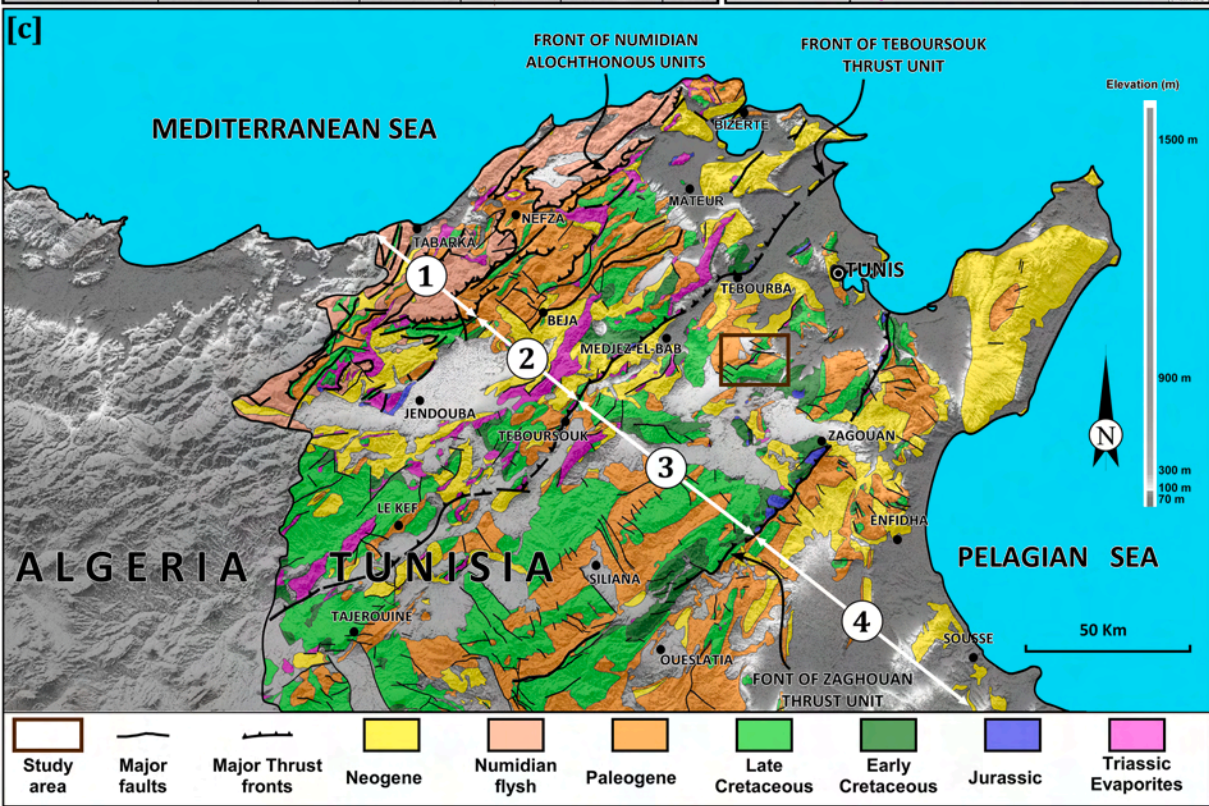 [c]
FRONT OF NUMIDIAN
ALOCHTHONOUS UNITS
FRONT OF TEBOURSOUK
THRUST UNIT
Elevation (m)
1500 m
900 m
300 m
100 m
70 m
MEDITERRANEAN SEA
BIZERTE
MATEUR
NEFZA
TABARKA
TUNIS
TEBOURBA
1
BEJA
MEDJEZ-EL-BAB
2
JENDOUBA
TEBOURSOUK
ZAGOUAN
N
3
LE KEF
ENFIDHA
ALGERIA
TUNISIA
PELAGIAN SEA
SILIANA
TAJEROUINE
4
SOUSSE
50 Km
OUESLATIA
FONT OF ZAGHOUAN
THRUST UNIT
Study
area
Major
faults
Major Thrust
fronts
Neogene
Numidian
flysh
Paleogene
Late
Cretaceous
Early
Cretaceous
Jurassic
Triassic
Evaporites